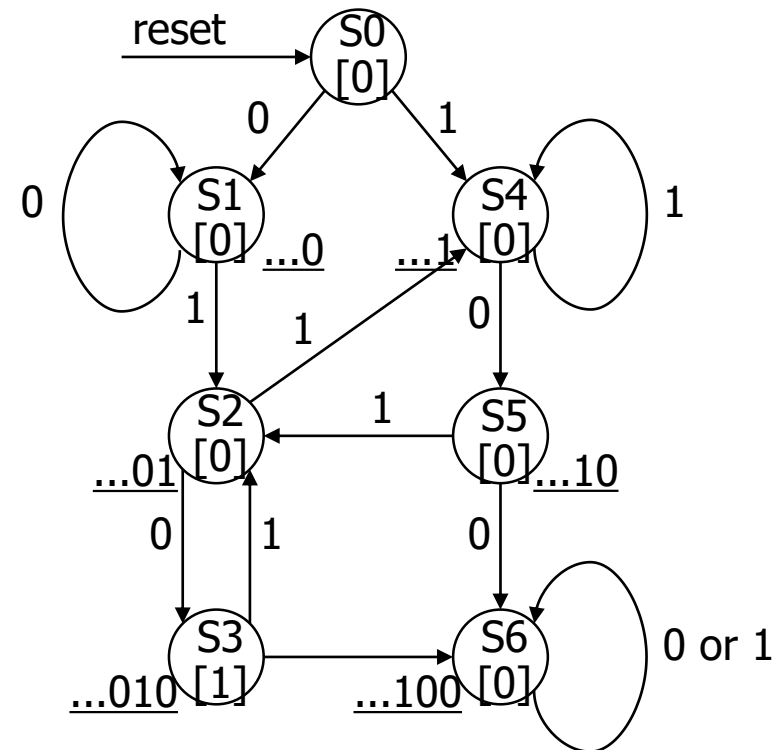 reset
S0
[0]
0
1
0
S1
[0]
...0
...1
S4
[0]
1
1
1
0
S2
[0]
...01
1
S5
[0]
...10
0
1
0
S3
[1]
...010
...100
S6
[0]
0 or 1